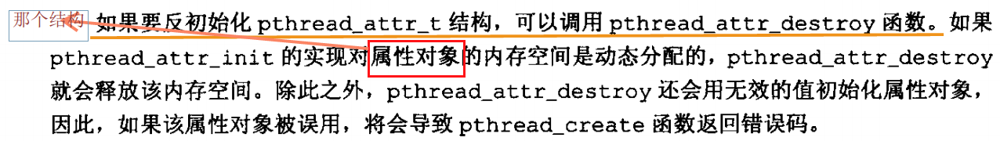 那个结构 如果要反初始化 pthread_attr_t 结构，可以调用 pthread_attr_destroy 函数。如果
pthread_attr_init 的实现对属性对象的内存空间是动态分配的，pthread_attr_destroy
就会释放该内存空间。除此之外，pthread_attr_destroy 还会用无效的值初始化属性对象，
因此，如果该属性对象被误用，将会导致 pthread_create 函数返回错误码。